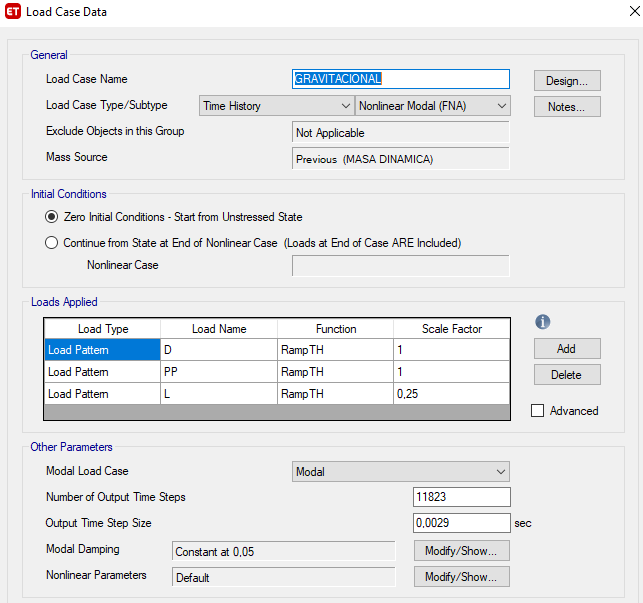 ET Load Case Data
General
Load Case Name GRAVITACIONAL Design...
Load Case Type/Subtype Time History Nonlinear Modal (FNA) Notes...
Exclude Objects in this Group Not Applicable
Mass Source Previous (MASA DINAMICA)
Initial Conditions
Zero Initial Conditions - Start from Unstressed State
Continue from State at End of Nonlinear Case (Loads at End of Case ARE Included)
Nonlinear Case
Loads Applied
Load Type Load Name Function Scale Factor
Load Pattern D RampTH 1 Add
Load Pattern PP RampTH 1 Delete
Load Pattern L RampTH 0,25
Advanced
Other Parameters
Modal Load Case Modal
Number of Output Time Steps 11823
Output Time Step Size 0,0029 sec
Modal Damping Constant at 0,05 Modify/Show...
Nonlinear Parameters Default Modify/Show...